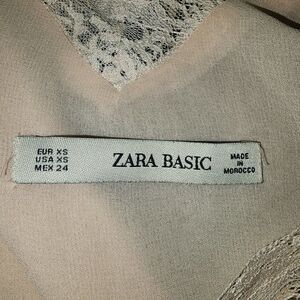 EUR XS
USA XS
MEX 24
ZARA BASIC
MADE
IN
MOROCCO